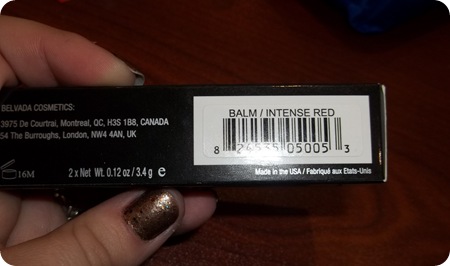 BELVADA COSMETICS:
3975 De Courtrai, Montreal, QC, H3S 1B8, CANADA
54 The Burroughs, London, NW4 4AN, UK
16M
2 x Net Wt. 0.12 oz / 3.4 g e
BALM / INTENSE RED
8 05005 3
Made in the USA / Fabriqué aux Etats-Unis